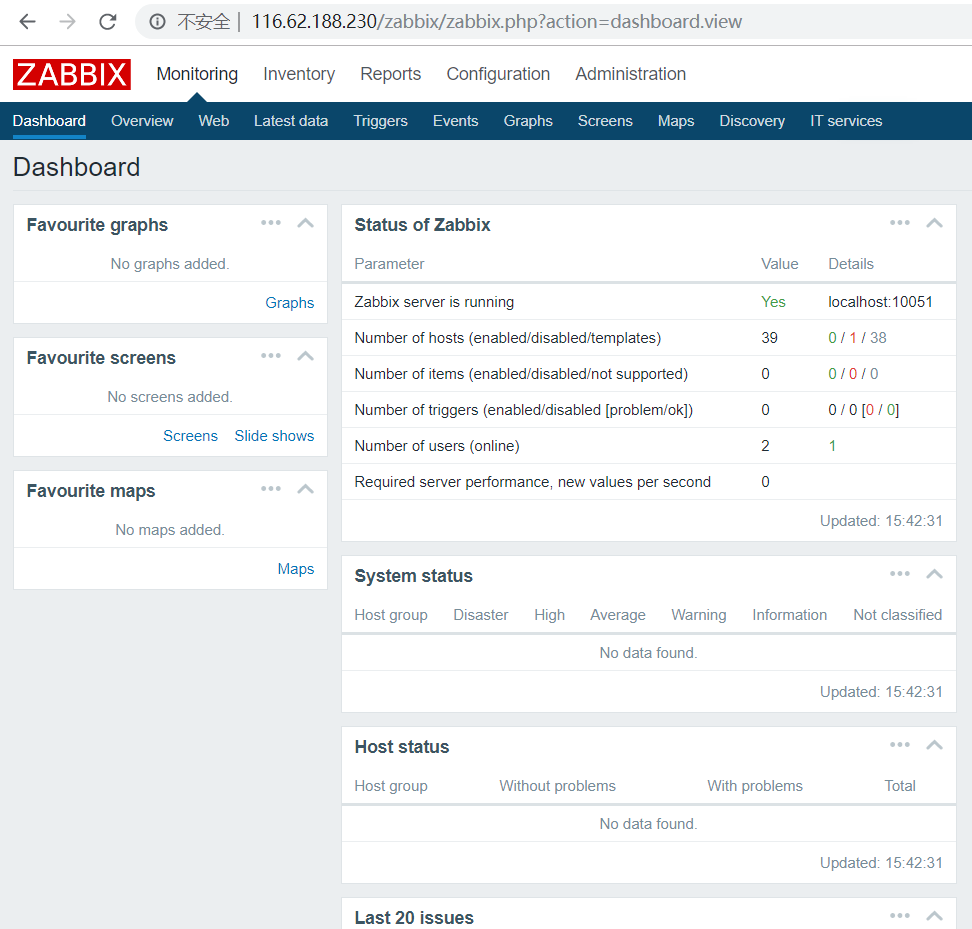 不安全 | 116.62.188.230/zabbix/zabbix.php?action=dashboard.view
ZABBIX Monitoring Inventory Reports Configuration Administration
Dashboard Overview Web Latest data Triggers Events Graphs Screens Maps Discovery IT services
Dashboard
Favourite graphs
No graphs added.
Graphs
Favourite screens
No screens added.
Screens Slide shows
Favourite maps
No maps added.
Maps
Status of Zabbix
Parameter Value Details
Zabbix server is running Yes localhost:10051
Number of hosts (enabled/disabled/templates) 39 0 / 1 / 38
Number of items (enabled/disabled/not supported) 0 0 / 0 / 0
Number of triggers (enabled/disabled [problem/ok]) 0 0 / 0 [0 / 0]
Number of users (online) 2 1
Required server performance, new values per second 0
Updated: 15:42:31
System status
Host group Disaster High Average Warning Information Not classified
No data found.
Updated: 15:42:31
Host status
Host group Without problems With problems Total
No data found.
Updated: 15:42:31
Last 20 issues